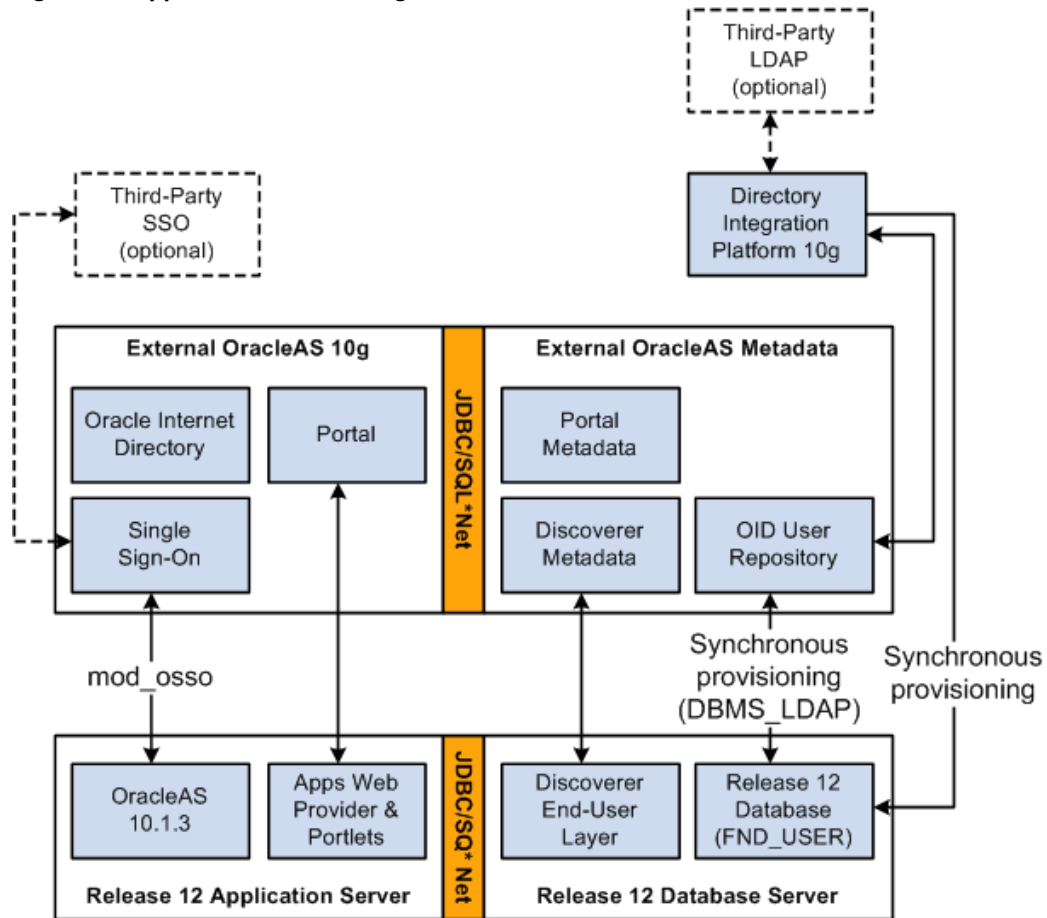 Third-Party
LDAP
(optional)
Third-Party
SSO
(optional)
Directory
Integration
Platform 10g
External OracleAS 10g
External OracleAS Metadata
Oracle Internet
Directory
Portal
JDBC/SQL*Net
Portal
Metadata
Single
Sign-On
Discoverer
Metadata
OID User
Repository
mod_osso
Synchronous
provisioning
(DBMS_LDAP)
Synchronous
provisioning
OracleAS
10.1.3
Apps Web
Provider &
Portlets
JDBC/SQ* Net
Discoverer
End-User
Layer
Release 12
Database
(FND_USER)
Release 12 Application Server
Release 12 Database Server